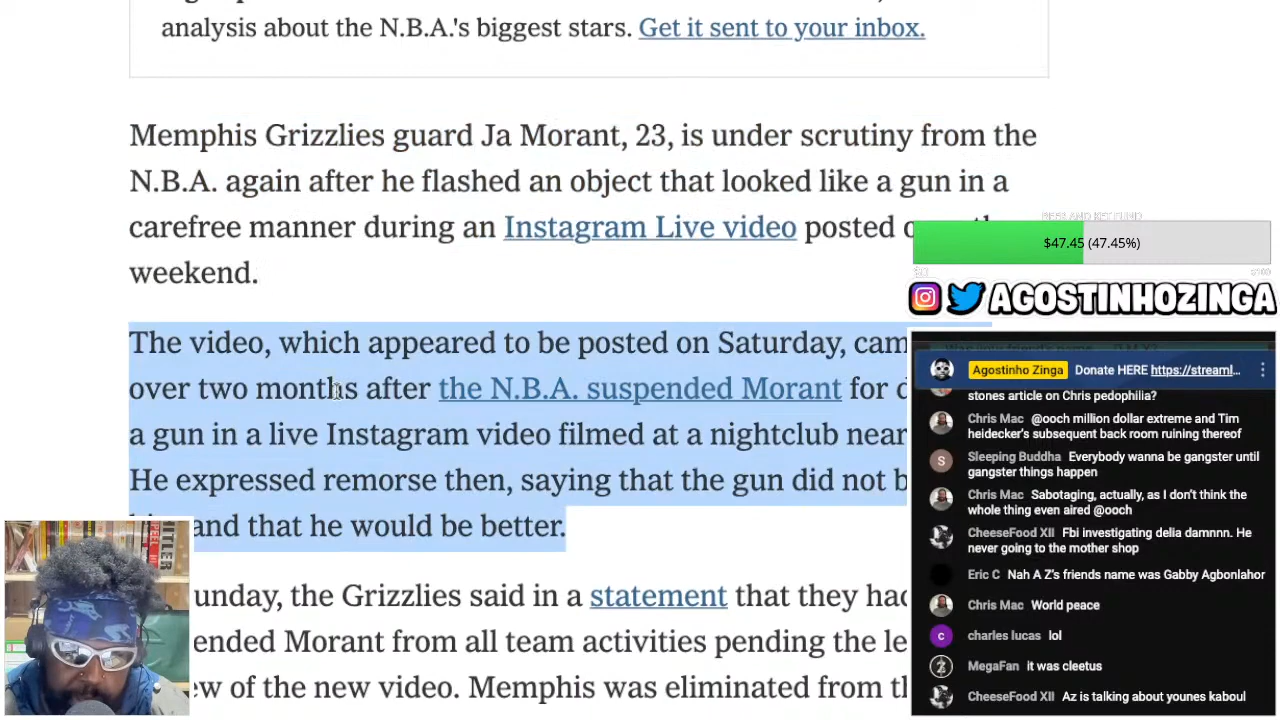 analysis about the N.B.A.'s biggest stars. Get it sent to your inbox.
Memphis Grizzlies guard Ja Morant, 23, is under scrutiny from the
N.B.A. again after he flashed an object that looked like a gun in a
carefree manner during an Instagram Live video posted
weekend.
The video, which appeared to be posted on Saturday, cam
over two months after the N.B.A. suspended Morant for d
a gun in a live Instagram video filmed at a nightclub near
He expressed remorse then, saying that the gun did not b
and that he would be better.
unday, the Grizzlies said in a statement that they had
ended Morant from all team activities pending the le
ew of the new video. Memphis was eliminated from th
BEER AND KET FUND
$47.45 (47.45%)
$100
AGOSTINHOZINGA
Agostinho Zinga Donate HERE https://streaml...
stones article on Chris pedophilia?
Chris Mac @ooch million dollar extreme and Tim
heidecker's subsequent back room ruining thereof
Sleeping Buddha Everybody wanna be gangster until
gangster things happen
Chris Mac Sabotaging, actually, as I don't think the
whole thing even aired @ooch
CheeseFood XII Fbi investigating delia damnnn. He
never going to the mother shop
Eric C Nah A Z's friends name was Gabby Agbonlahor
Chris Mac World peace
charles lucas lol
MegaFan it was cleetus
CheeseFood XII Az is talking about younes kaboul